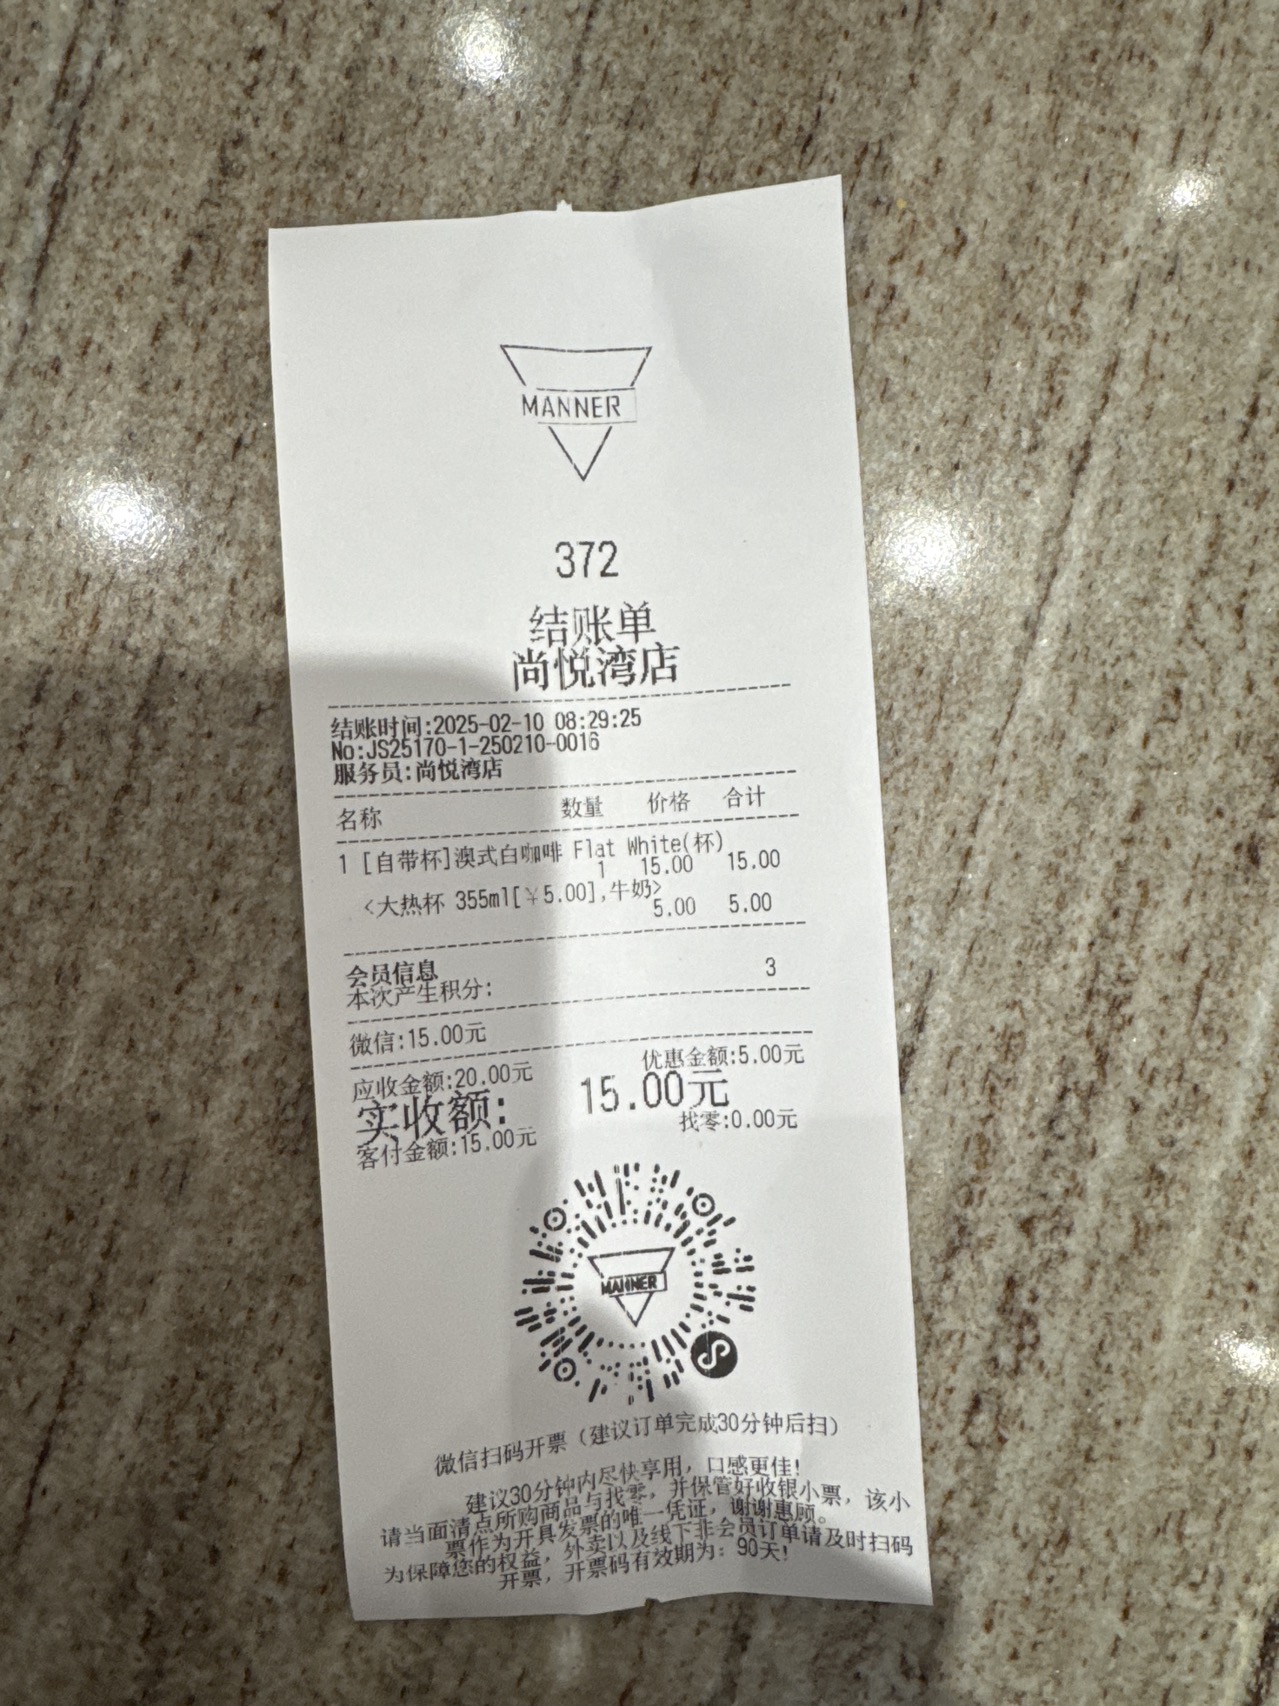 MANNER
372
结账单
尚悦湾店
结账时间:2025-02-10 08:29:25
No:JS25170-1-250210-0016
服务员:尚悦湾店
名称 数量 价格 合计
1 [自带杯]澳式白咖啡 Flat White(杯)
1 15.00 15.00
<大热杯 355ml[￥5.00],牛奶>
5.00 5.00
会员信息
本次产生积分: 3
微信:15.00元
应收金额:20.00元 优惠金额:5.00元
实收额: 15.00元
客付金额:15.00元 找零:0.00元
MANNER
微信扫码开票（建议订单完成30分钟后扫）
建议30分钟内尽快享用，口感更佳！
请当面清点所购商品与找零，并保管好收银小票，该小
票作为开具发票的唯一凭证，谢谢惠顾。
为保障您的权益，外卖以及线下非会员订单请及时扫码
开票，开票码有效期为：90天！